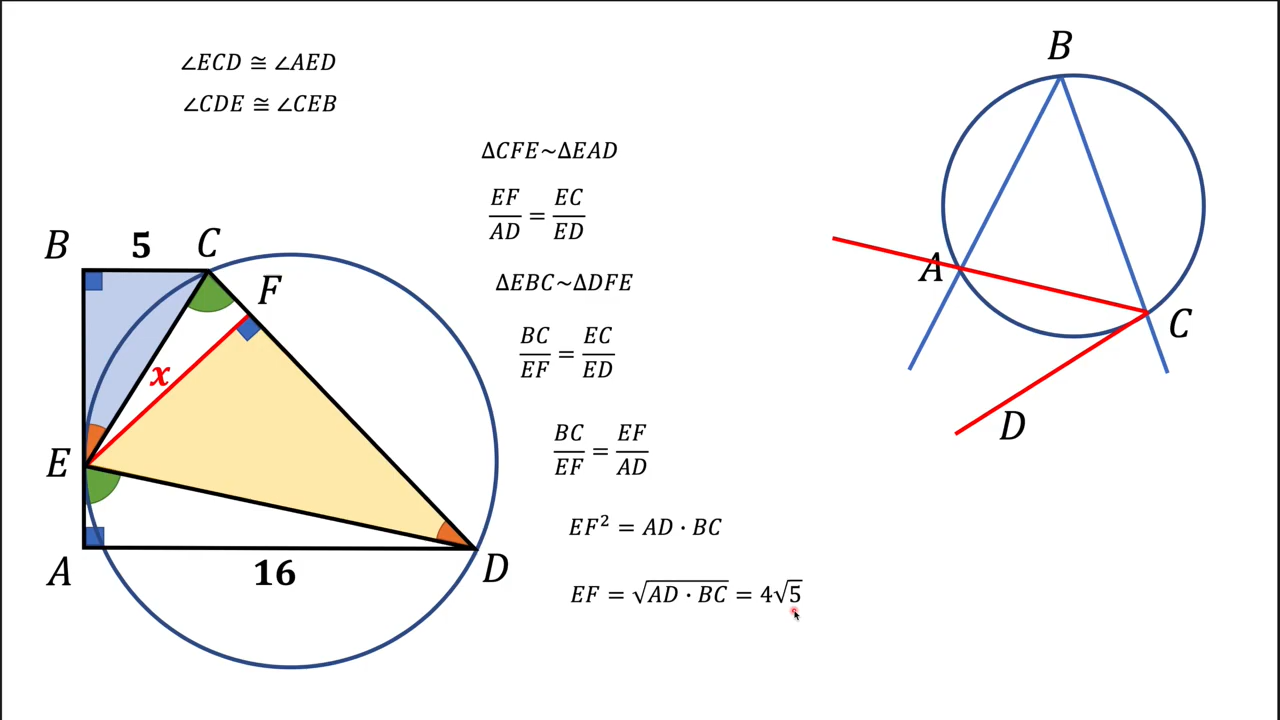 ∠ECD ≅ ∠AED
∠CDE ≅ ∠CEB
ΔCFE~ΔEAD
EF/AD = EC/ED
ΔEBC~ΔDFE
BC/EF = EC/ED
BC/EF = EF/AD
EF² = AD · BC
EF = √(AD · BC) = 4√5
B 5 C
F
x
E
A 16 D
B
A
C
D